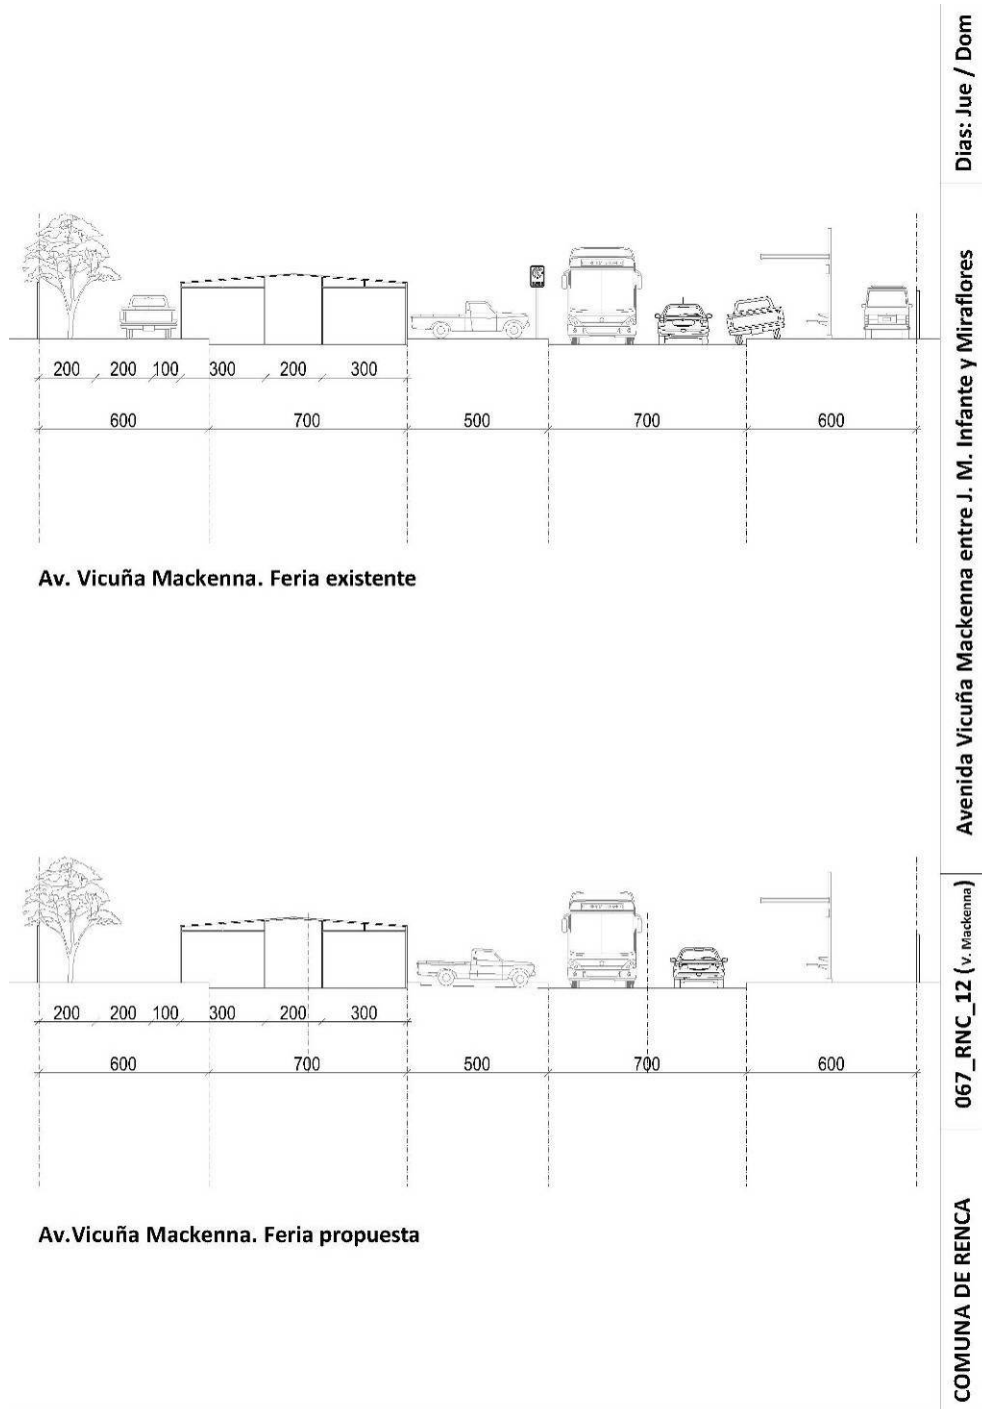 200 200 100 300 200 300
600 700 500 700 600
Av. Vicuña Mackenna. Feria existente
200 200 100 300 200 300
600 700 500 700 600
Av.Vicuña Mackenna. Feria propuesta
COMUNA DE RENCA
067_RNC_12 (v. Mackenna)
Avenida Vicuña Mackenna entre J. M. Infante y Miraflores
Dias: Jue / Dom